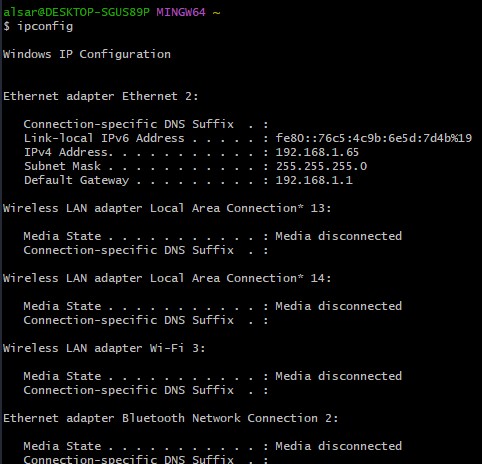 alsar@DESKTOP-SGUS89P MINGW64 ~
$ ipconfig
Windows IP Configuration
Ethernet adapter Ethernet 2:
Connection-specific DNS Suffix  . :
Link-local IPv6 Address . . . . . : fe80::76c5:4c9b:6e5d:7d4b%19
IPv4 Address. . . . . . . . . . . : 192.168.1.65
Subnet Mask . . . . . . . . . . . : 255.255.255.0
Default Gateway . . . . . . . . . : 192.168.1.1
Wireless LAN adapter Local Area Connection* 13:
Media State . . . . . . . . . . . : Media disconnected
Connection-specific DNS Suffix  . :
Wireless LAN adapter Local Area Connection* 14:
Media State . . . . . . . . . . . : Media disconnected
Connection-specific DNS Suffix  . :
Wireless LAN adapter Wi-Fi 3:
Media State . . . . . . . . . . . : Media disconnected
Connection-specific DNS Suffix  . :
Ethernet adapter Bluetooth Network Connection 2:
Media State . . . . . . . . . . . : Media disconnected
Connection-specific DNS Suffix  . :